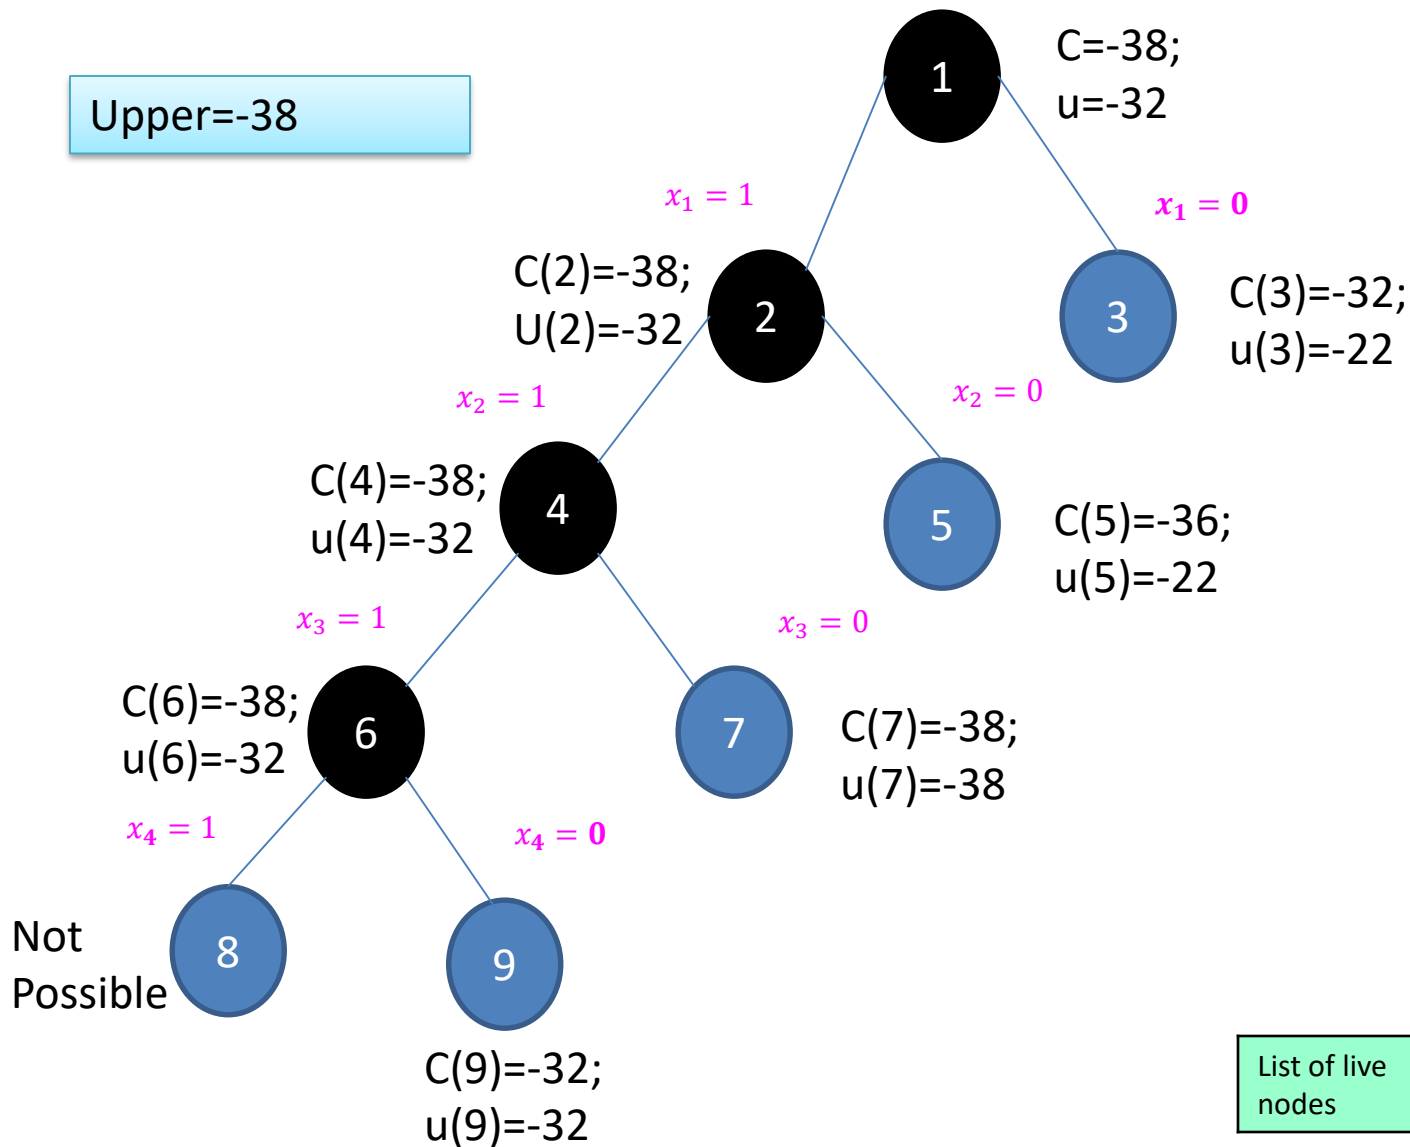 1
C=-38;
u=-32
Upper=-38
x₁ = 1
x₁ = 0
C(2)=-38;
U(2)=-32
2
3
C(3)=-32;
u(3)=-22
x₂ = 1
x₂ = 0
C(4)=-38;
u(4)=-32
4
5
C(5)=-36;
u(5)=-22
x₃ = 1
x₃ = 0
C(6)=-38;
u(6)=-32
6
7
C(7)=-38;
u(7)=-38
x₄ = 1
x₄ = 0
Not
Possible
8
9
C(9)=-32;
u(9)=-32
List of live
nodes